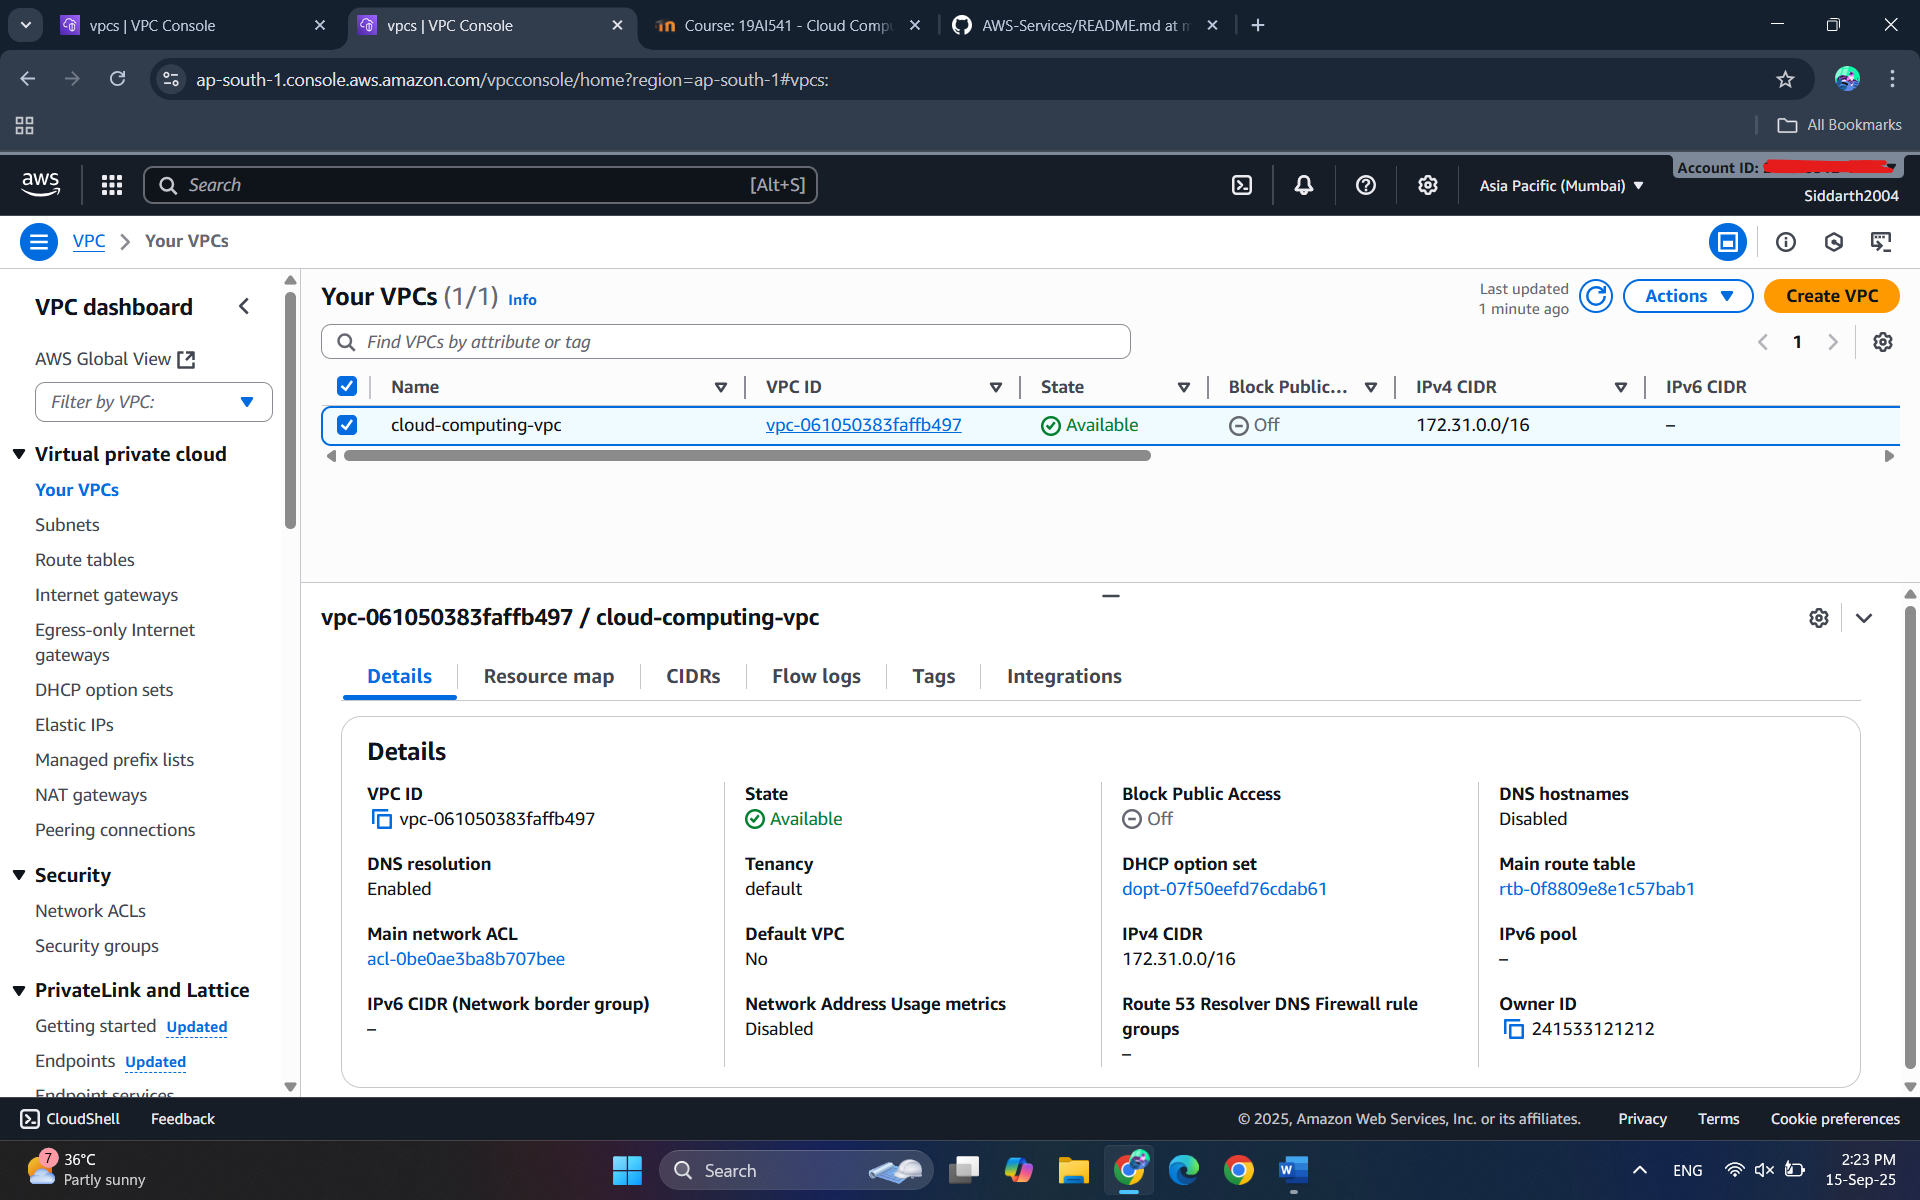 vpcs | VPC Console
vpcs | VPC Console
Course: 19AI541 - Cloud Comp
AWS-Services/README.md at m
ap-south-1.console.aws.amazon.com/vpcconsole/home?region=ap-south-1#vpcs:
All Bookmarks
aws
Search
[Alt+S]
Asia Pacific (Mumbai)
Account ID:
Siddarth2004
VPC
Your VPCs
VPC dashboard
AWS Global View
Filter by VPC:
Virtual private cloud
Your VPCs
Subnets
Route tables
Internet gateways
Egress-only Internet
gateways
DHCP option sets
Elastic IPs
Managed prefix lists
NAT gateways
Peering connections
Security
Network ACLs
Security groups
PrivateLink and Lattice
Getting started Updated
Endpoints Updated
Endpoint services
Your VPCs (1/1) Info
Last updated
1 minute ago
Actions
Create VPC
Find VPCs by attribute or tag
1
Name VPC ID State Block Public... IPv4 CIDR IPv6 CIDR
cloud-computing-vpc vpc-061050383faffb497 Available Off 172.31.0.0/16 –
vpc-061050383faffb497 / cloud-computing-vpc
Details Resource map CIDRs Flow logs Tags Integrations
Details
VPC ID
vpc-061050383faffb497
State
Available
Block Public Access
Off
DNS hostnames
Disabled
DNS resolution
Enabled
Tenancy
default
DHCP option set
dopt-07f50eefd76cdab61
Main route table
rtb-0f8809e8e1c57bab1
Main network ACL
acl-0be0ae3ba8b707bee
Default VPC
No
IPv4 CIDR
172.31.0.0/16
IPv6 pool
–
IPv6 CIDR (Network border group)
–
Network Address Usage metrics
Disabled
Route 53 Resolver DNS Firewall rule
groups
–
Owner ID
241533121212
CloudShell
Feedback
© 2025, Amazon Web Services, Inc. or its affiliates.
Privacy
Terms
Cookie preferences
7
36°C
Partly sunny
Search
W
ENG
2:23 PM
15-Sep-25